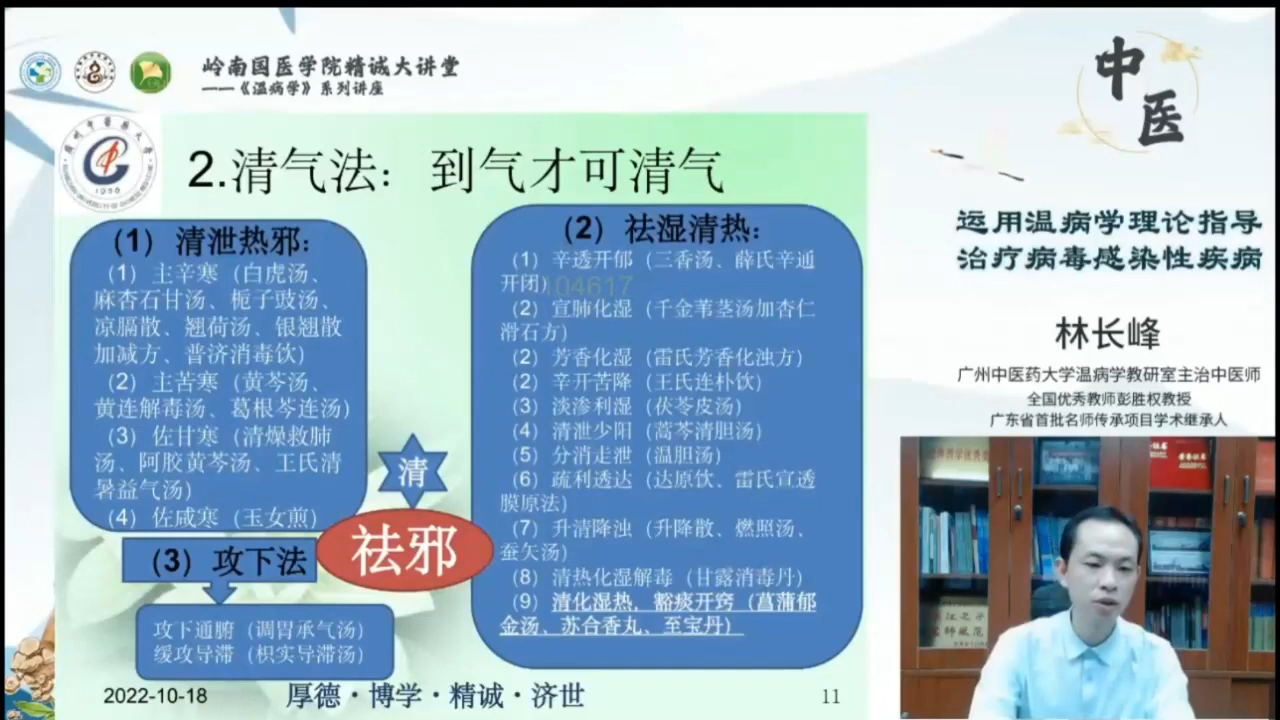 岭南国医学院精诚大讲堂
——《温病学》系列讲座
中医
1956
2.清气法：到气才可清气
(1) 清泄热邪：
(1) 主辛寒（白虎汤、
麻杏石甘汤、栀子豉汤、
凉膈散、翘荷汤、银翘散
加减方、普济消毒饮)
(2) 主苦寒（黄芩汤、
黄连解毒汤、葛根芩连汤)
(3) 佐甘寒（清燥救肺
汤、阿胶黄芩汤、王氏清
暑益气汤)
(4) 佐咸寒（玉女煎)
(3) 攻下法
攻下通腑（调胃承气汤)
缓攻导滞（枳实导滞汤)
清
祛邪
(2) 祛湿清热：
(1) 辛透开郁（三香汤、薛氏辛通
开闭)
104617
(2) 宣肺化湿（千金苇茎汤加杏仁
滑石方)
(2) 芳香化湿（雷氏芳香化浊方)
(2) 辛开苦降（王氏连朴饮)
(3) 淡渗利湿（茯苓皮汤)
(4) 清泄少阳（蒿芩清胆汤)
(5) 分消走泄（温胆汤)
(6) 疏利透达（达原饮、雷氏宣透
膜原法)
(7) 升清降浊（升降散、燃照汤、
蚕矢汤)
(8) 清热化湿解毒（甘露消毒丹)
(9) 清化湿热，豁痰开窍（菖蒲郁
金汤、苏合香丸、至宝丹)
2022-10-18
厚德·博学·精诚·济世
11
运用温病学理论指导
治疗病毒感染性疾病
林长峰
广州中医药大学温病学教研室主治中医师
全国优秀教师彭胜权教授
广东省首批名师传承项目学术继承人